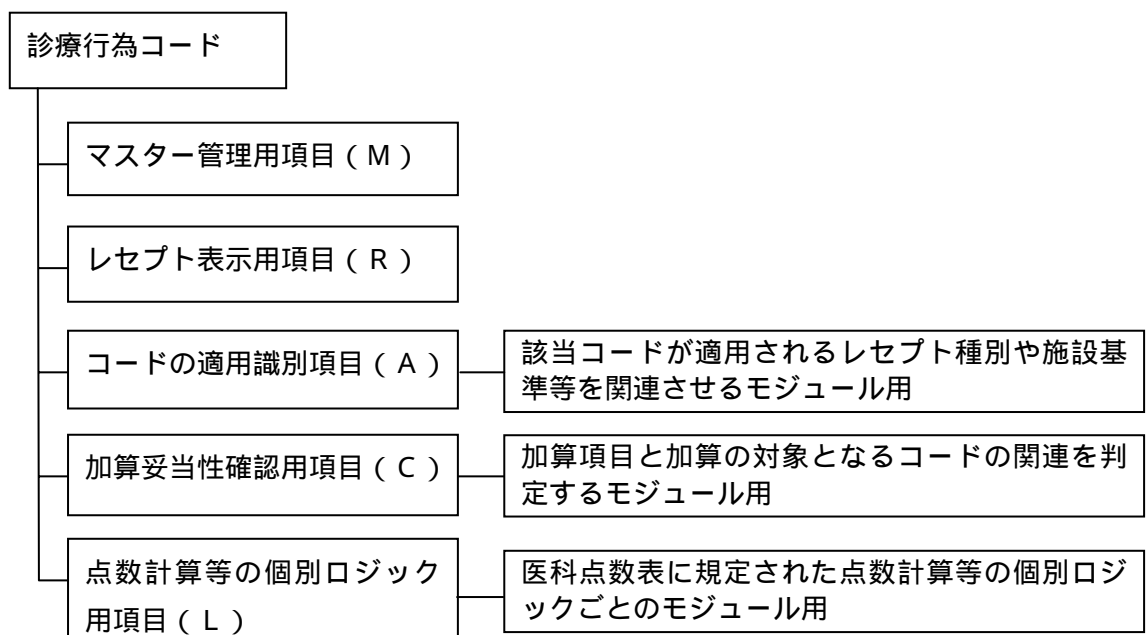 診療行為コード
マスター管理用項目（M）
レセプト表示用項目（R）
コードの適用識別項目（A）
該当コードが適用されるレセプト種別や施設基
準等を関連させるモジュール用
加算妥当性確認用項目（C）
加算項目と加算の対象となるコードの関連を判
定するモジュール用
点数計算等の個別ロジック
用項目（L）
医科点数表に規定された点数計算等の個別ロジ
ックごとのモジュール用